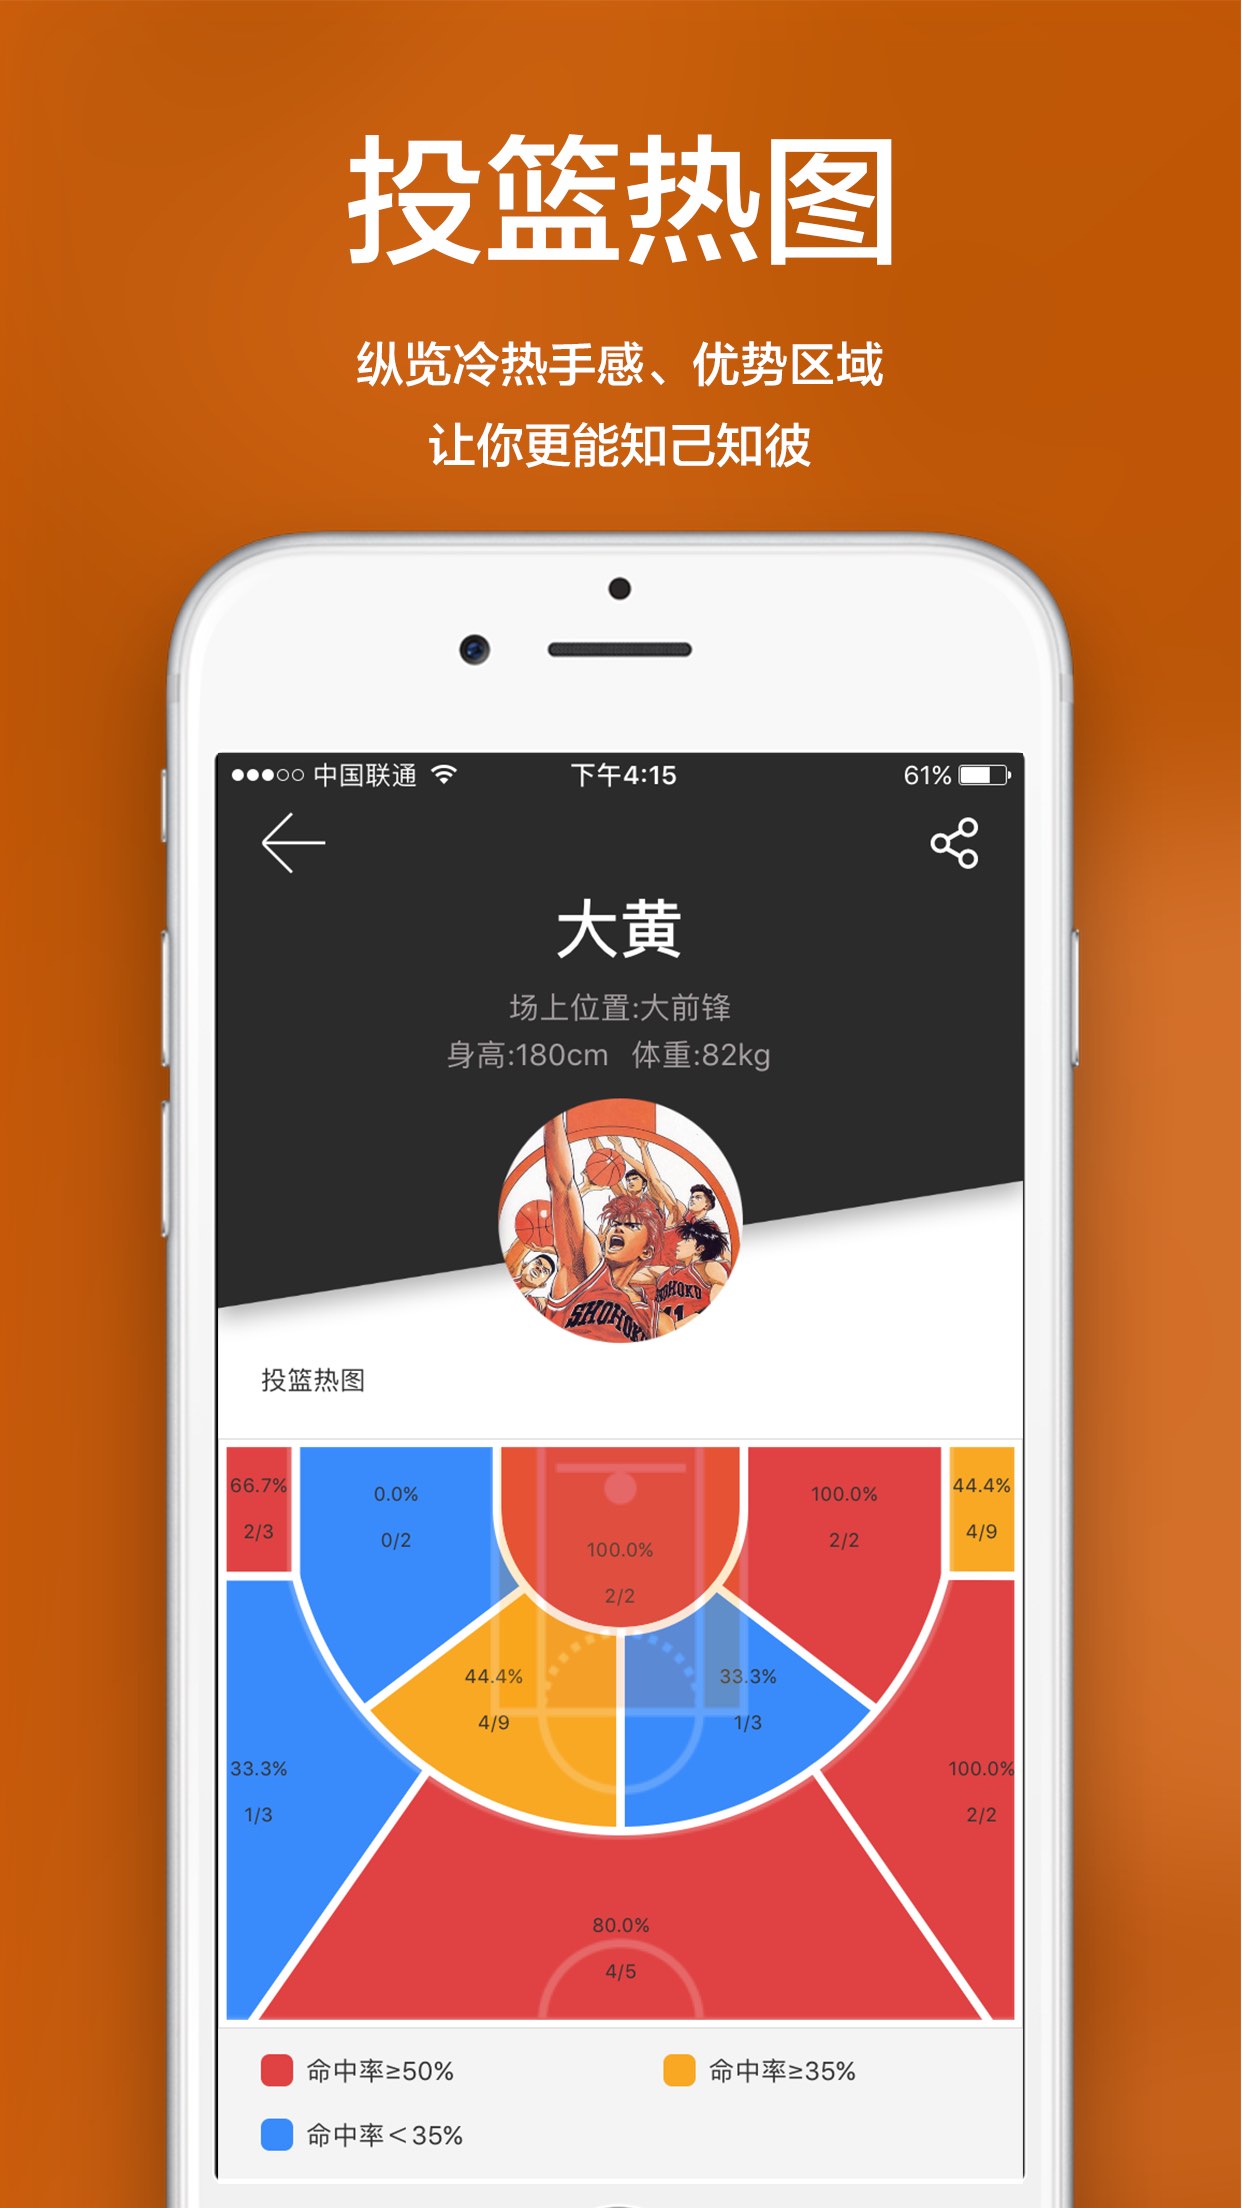 投篮热图
纵览冷热手感、优势区域
让你更能知己知彼
中国联通 下午4:15 61%
大黄
场上位置:大前锋
身高:180cm 体重:82kg
SHOHOKU
SHOHOKU
11
投篮热图
66.7% 0.0% 100.0% 44.4%
2/3 0/2 2/2 4/9
100.0%
2/2
44.4% 33.3%
4/9 1/3
33.3% 100.0%
1/3 2/2
80.0%
4/5
命中率≥50% 命中率≥35%
命中率<35%